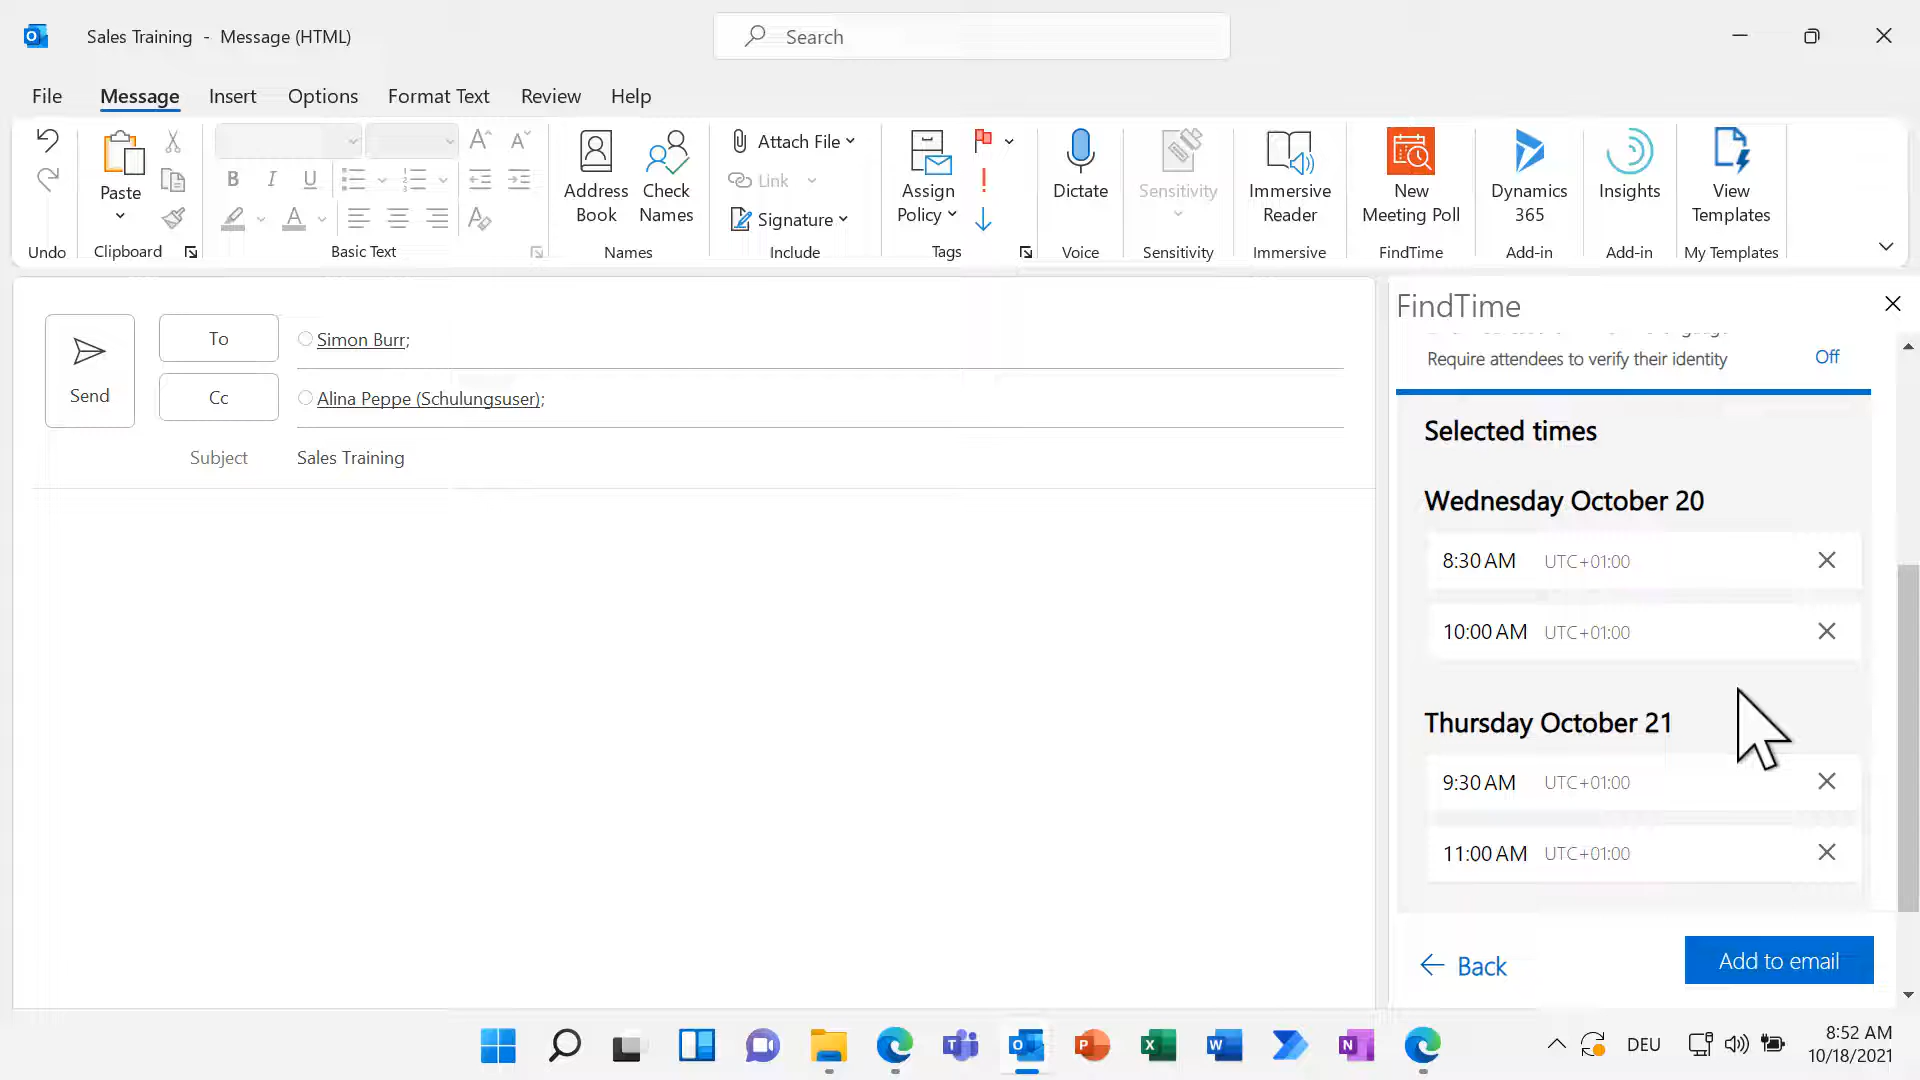 Sales Training - Message (HTML)
Search
File Message Insert Options Format Text Review Help
Undo
Paste
Clipboard
B I U
A
Basic Text
Address Book
Check Names
Names
Attach File
Link
Signature
Include
Assign Policy
Tags
Dictate
Voice
Sensitivity
Sensitivity
Immersive Reader
Immersive
New Meeting Poll
FindTime
Dynamics 365
Add-in
Insights
Add-in
View Templates
My Templates
Send
To
Simon Burr;
Cc
Alina Peppe (Schulungsuser);
Subject
Sales Training
FindTime
Require attendees to verify their identity Off
Selected times
Wednesday October 20
8:30 AM UTC+01:00
10:00 AM UTC+01:00
Thursday October 21
9:30 AM UTC+01:00
11:00 AM UTC+01:00
Back
Add to email
DEU
8:52 AM
10/18/2021